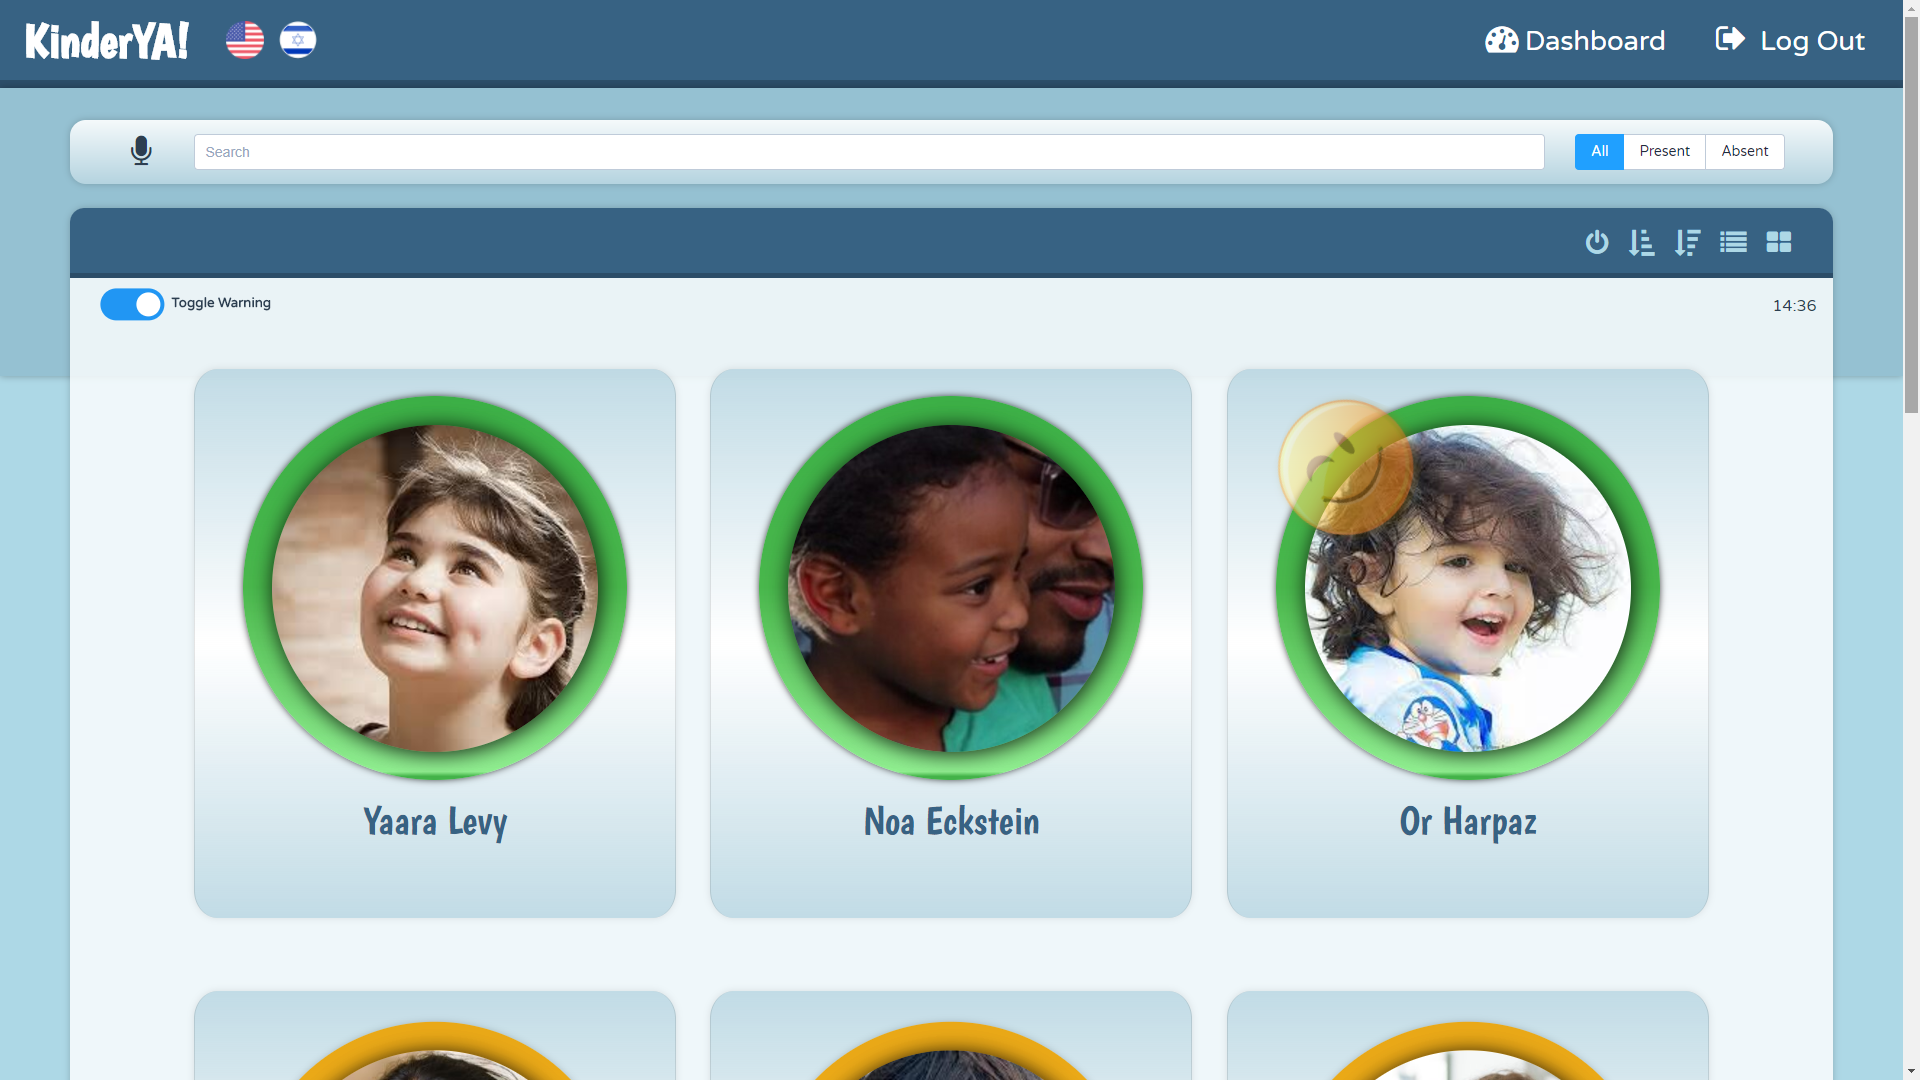 KinderYA!
Dashboard
Log Out
Search
All
Present
Absent
Toggle Warning
14:36
Yaara Levy
Noa Eckstein
Or Harpaz